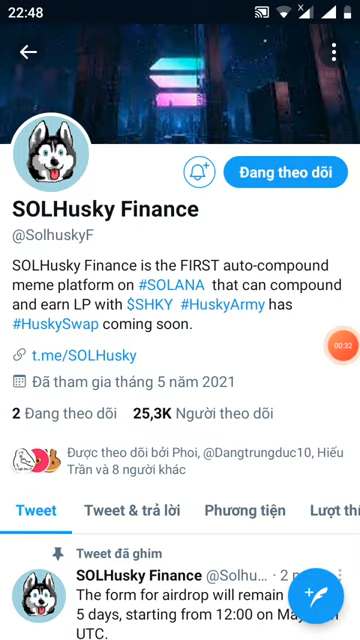 22:48
SOLHusky Finance
@SolhuskyF
Đang theo dõi
SOLHusky Finance is the FIRST auto-compound
meme platform on #SOLANA that can compound
and earn LP with $SHKY #HuskyArmy has
#HuskySwap coming soon.
t.me/SOLHusky
00:32
Đã tham gia tháng 5 năm 2021
2 Đang theo dõi 25,3K Người theo dõi
Được theo dõi bởi Phoi, @Dangtrungduc10, Hiếu
Trần và 8 người khác
Tweet Tweet & trả lời Phương tiện Lượt thí
Tweet đã ghim
SOLHusky Finance @Solhu... · 2
The form for airdrop will remain
5 days, starting from 12:00 on
UTC.